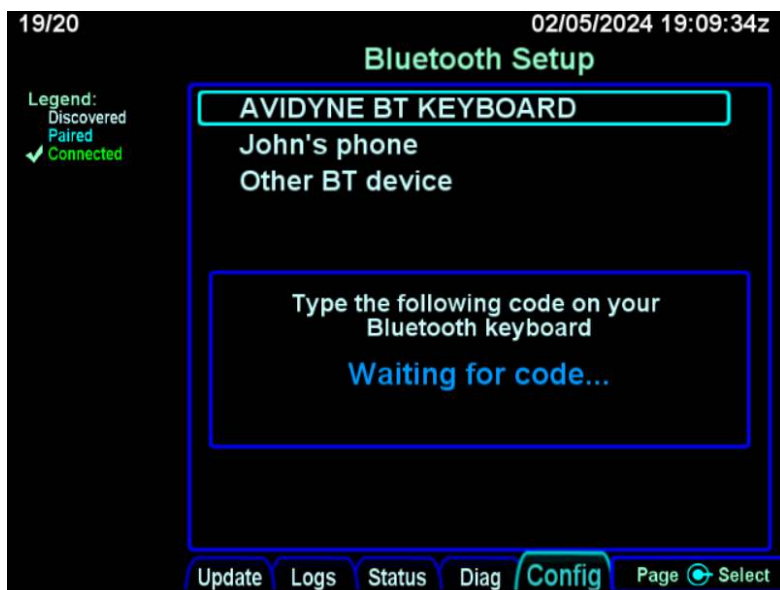 19/20
02/05/2024 19:09:34z
Bluetooth Setup
Legend:
Discovered
Paired
Connected
AVIDYNE BT KEYBOARD
John's phone
Other BT device
Type the following code on your
Bluetooth keyboard
Waiting for code...
Update Logs Status Diag Config Page Select